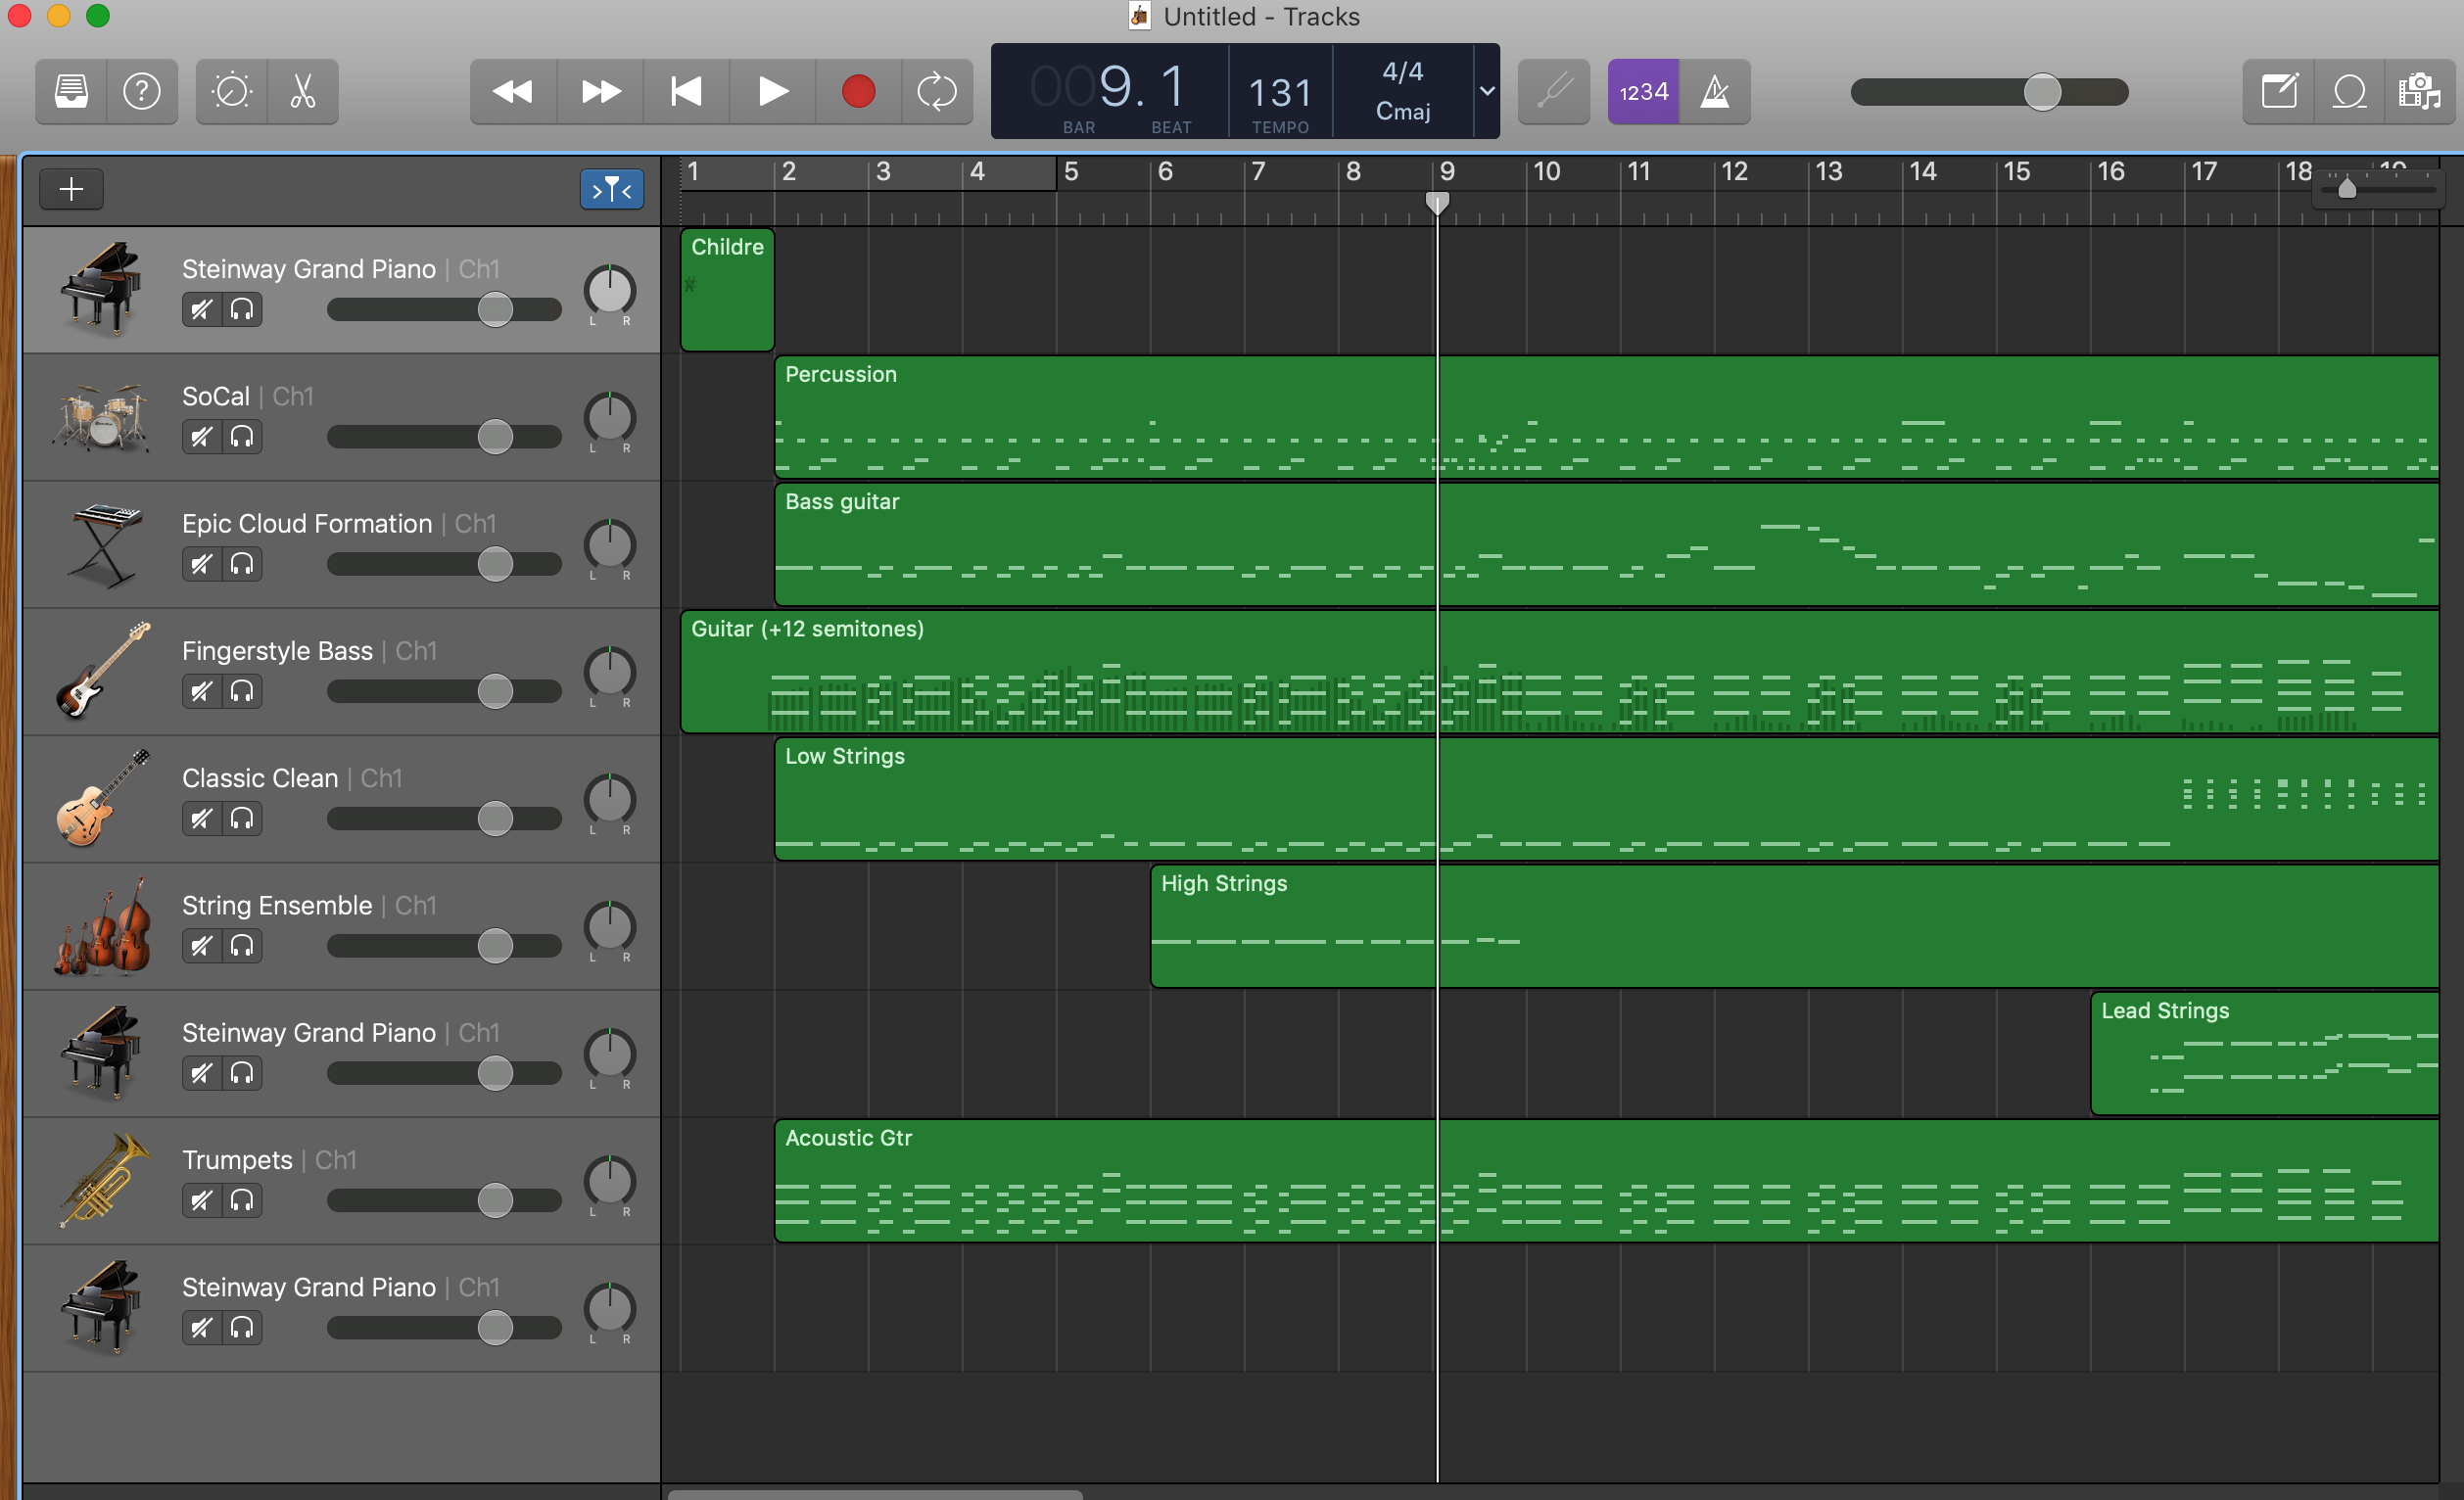 Untitled - Tracks
009. 1
BAR BEAT
131
TEMPO
4/4
Cmaj
1234
1 2 3 4 5 6 7 8 9 10 11 12 13 14 15 16 17 18 19
Steinway Grand Piano | Ch1
L R
Childre
SoCal | Ch1
L R
Percussion
Epic Cloud Formation | Ch1
L R
Bass guitar
Fingerstyle Bass | Ch1
L R
Guitar (+12 semitones)
Classic Clean | Ch1
L R
Low Strings
String Ensemble | Ch1
L R
High Strings
Steinway Grand Piano | Ch1
L R
Lead Strings
Trumpets | Ch1
L R
Acoustic Gtr
Steinway Grand Piano | Ch1
L R